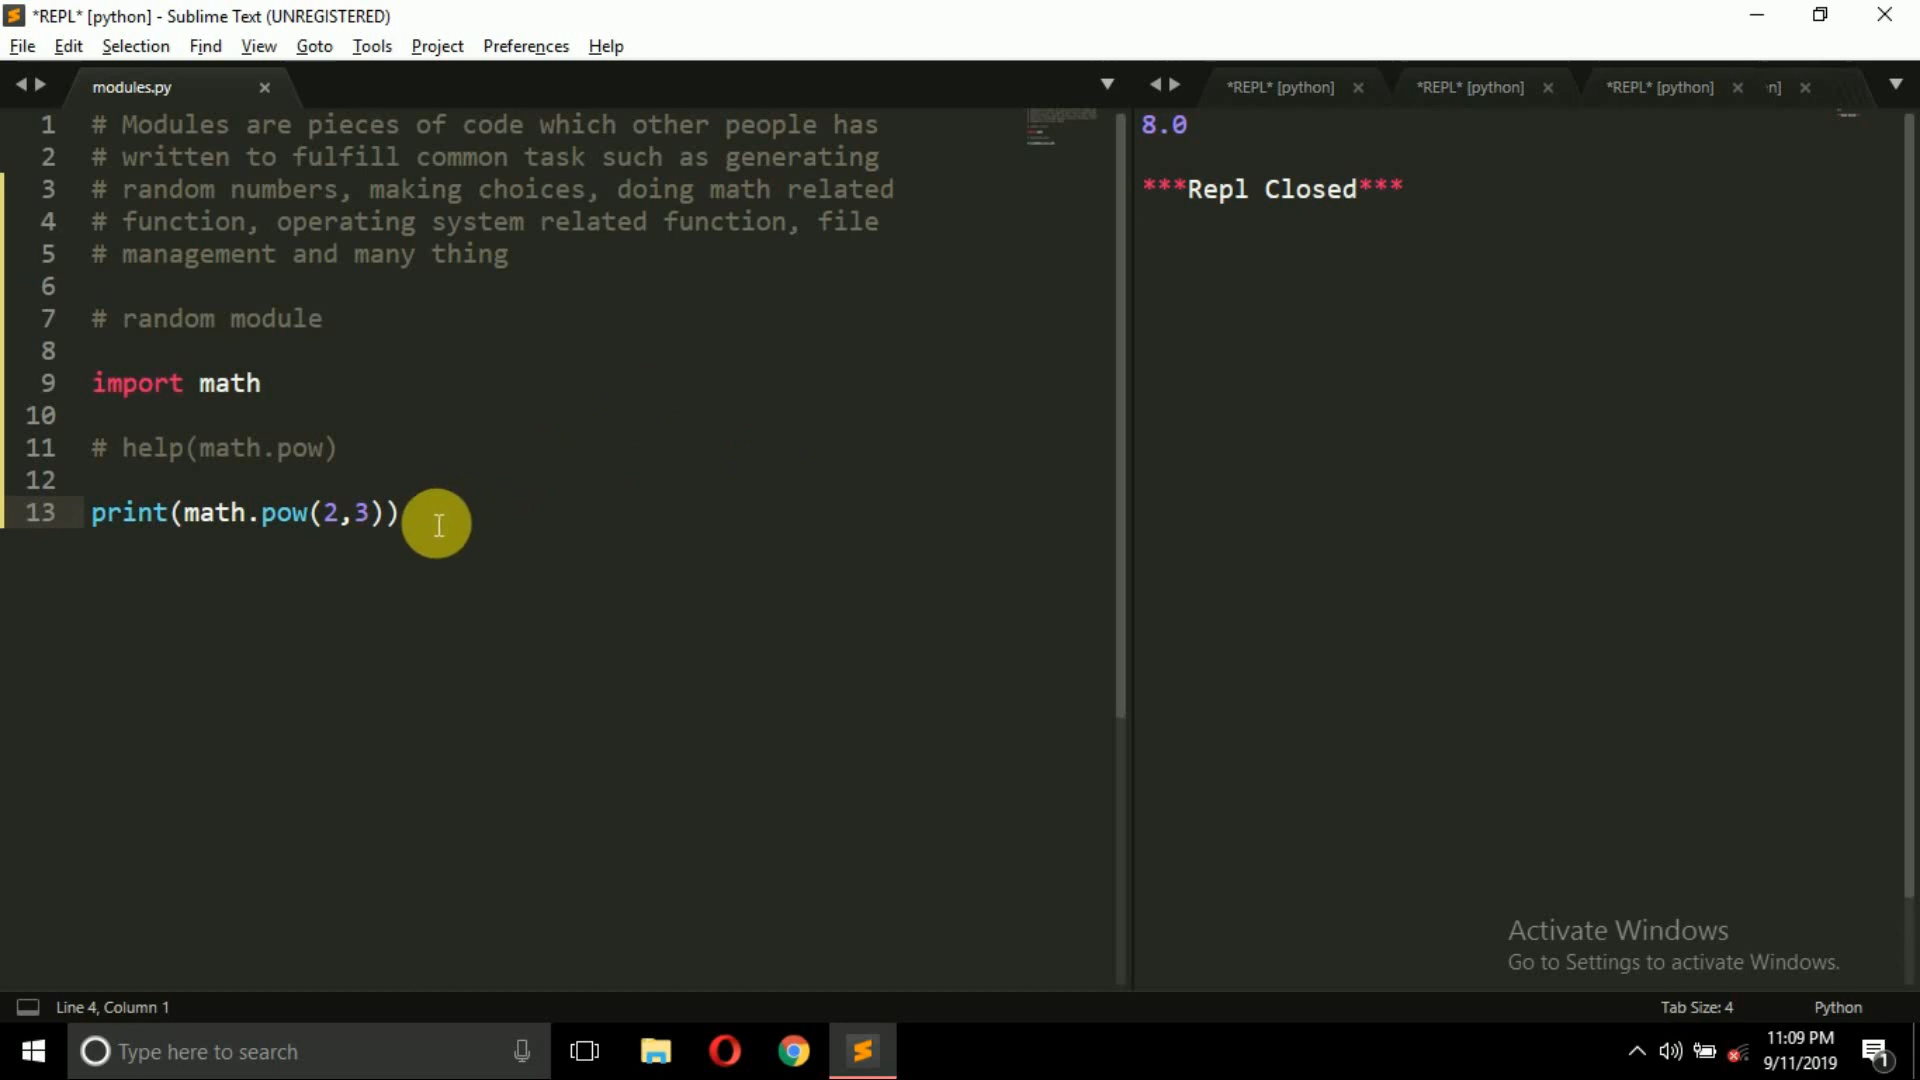 *REPL* [python] - Sublime Text (UNREGISTERED)
File Edit Selection Find View Goto Tools Project Preferences Help
modules.py
*REPL* [python] *REPL* [python] *REPL* [python] n]
1 # Modules are pieces of code which other people has
2 # written to fulfill common task such as generating
3 # random numbers, making choices, doing math related
4 # function, operating system related function, file
5 # management and many thing
6
7 # random module
8
9 import math
10
11 # help(math.pow)
12
13 print(math.pow(2,3))
8.0
***Repl Closed***
Activate Windows
Go to Settings to activate Windows.
Line 4, Column 1
Tab Size: 4 Python
Type here to search
11:09 PM
9/11/2019
1